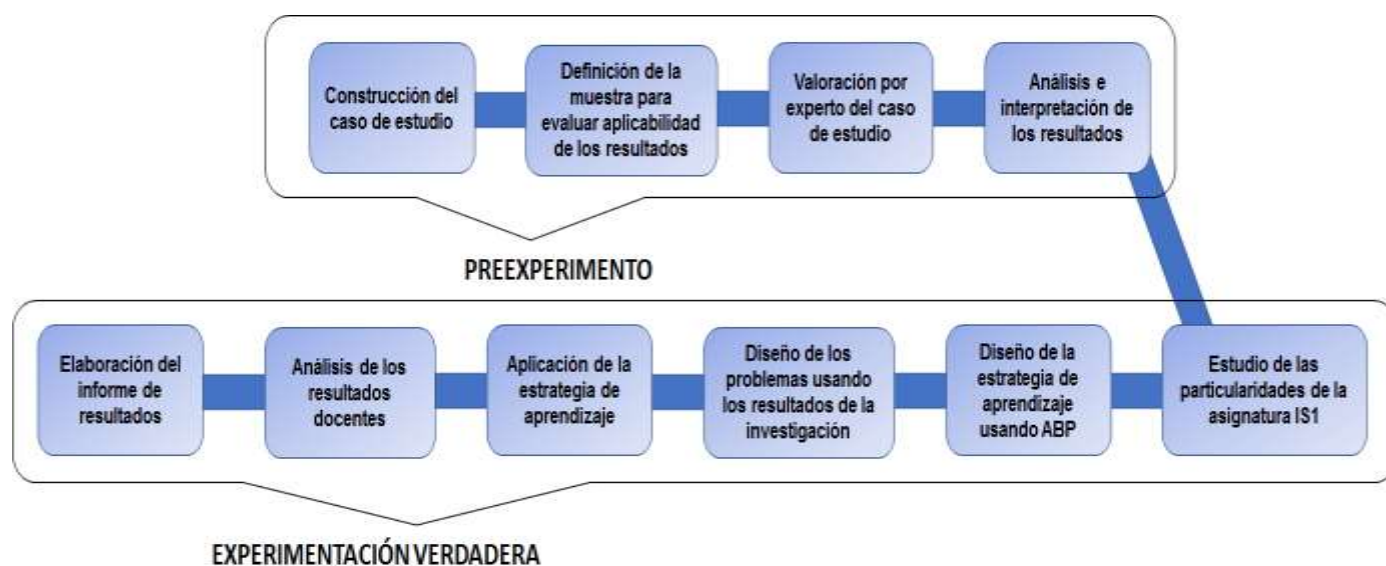 Construcción del
caso de estudio
Definición de la
muestra para
evaluar aplicabilidad
de los resultados
Valoración por
experto del caso
de estudio
Análisis e
interpretación de
los resultados
PREEXPERIMENTO
Elaboración del
informe de
resultados
Análisis de los
resultados
docentes
Aplicación de la
estrategia de
aprendizaje
Diseño de los
problemas usando
los resultados de la
investigación
Diseño de la
estrategia de
aprendizaje
usando ABP
Estudio de las
particularidades de la
asignatura IS1
EXPERIMENTACIÓN VERDADERA